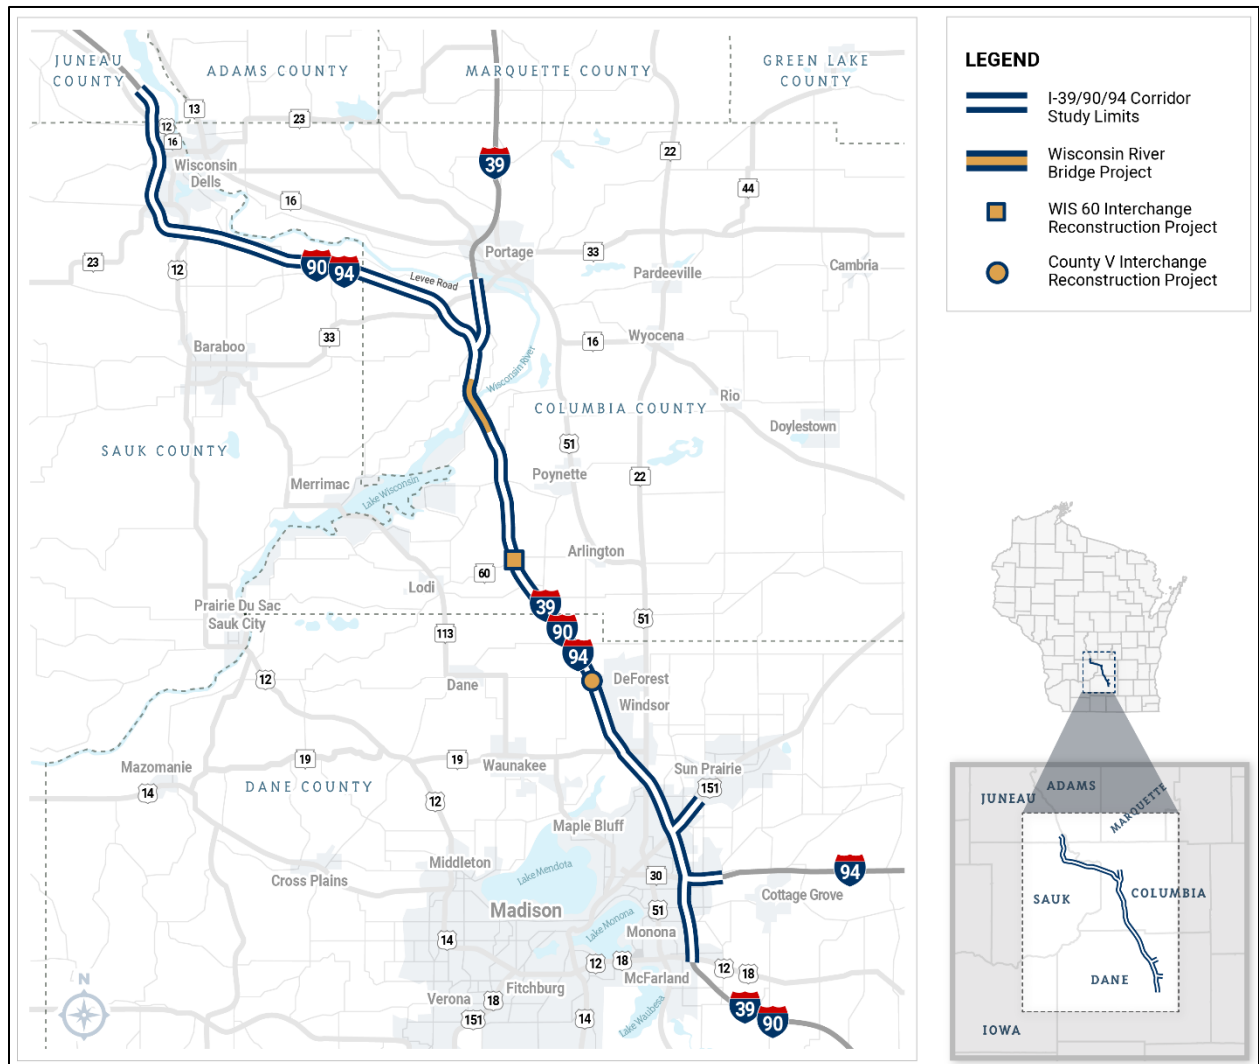 JUNEAU
COUNTY
ADAMS COUNTY
MARQUETTE COUNTY
GREEN LAKE
COUNTY
13
23
12
16
Wisconsin
Dells
39
22
44
16
23
12
90
94
Levee Road
Portage
33
Pardeeville
Cambria
33
Baraboo
16
Wyocena
Wisconsin River
Rio
COLUMBIA COUNTY
Doylestown
SAUK COUNTY
51
22
Poynette
Merrimac
Lake Wisconsin
Arlington
60
Lodi
39
90
94
Prairie Du Sac
Sauk City
51
113
12
Dane
DeForest
Windsor
Mazomanie
14
19
19
Waunakee
Sun Prairie
151
DANE COUNTY
12
Maple Bluff
Middleton
Lake Mendota
Cross Plains
30
94
Cottage Grove
Madison
51
Lake Monona
Monona
14
12
18
McFarland
12
18
Verona
18
151
Fitchburg
14
Lake Waubesa
39
90
N
LEGEND
I-39/90/94 Corridor
Study Limits
Wisconsin River
Bridge Project
WIS 60 Interchange
Reconstruction Project
County V Interchange
Reconstruction Project
JUNEAU
ADAMS
MARQUETTE
SAUK
COLUMBIA
DANE
IOWA